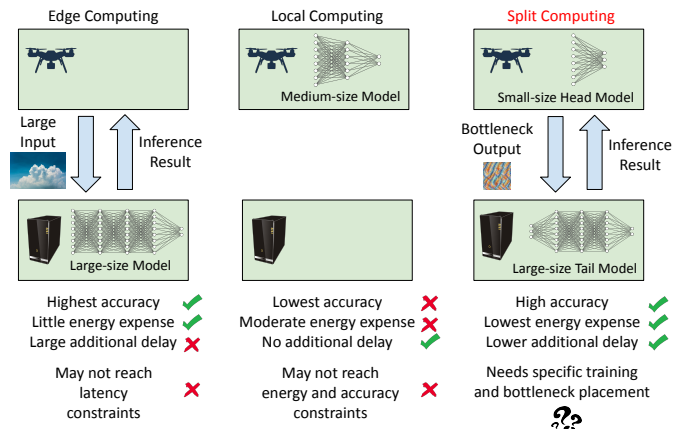 Edge Computing
Local Computing
Split Computing
Medium-size Model
Small-size Head Model
Large
Input
Inference
Result
Bottleneck
Output
Inference
Result
Large-size Model
Large-size Tail Model
Highest accuracy
Little energy expense
Large additional delay
May not reach
latency
constraints
Lowest accuracy
Moderate energy expense
No additional delay
May not reach
energy and accuracy
constraints
High accuracy
Lowest energy expense
Lower additional delay
Needs specific training
and bottleneck placement
???